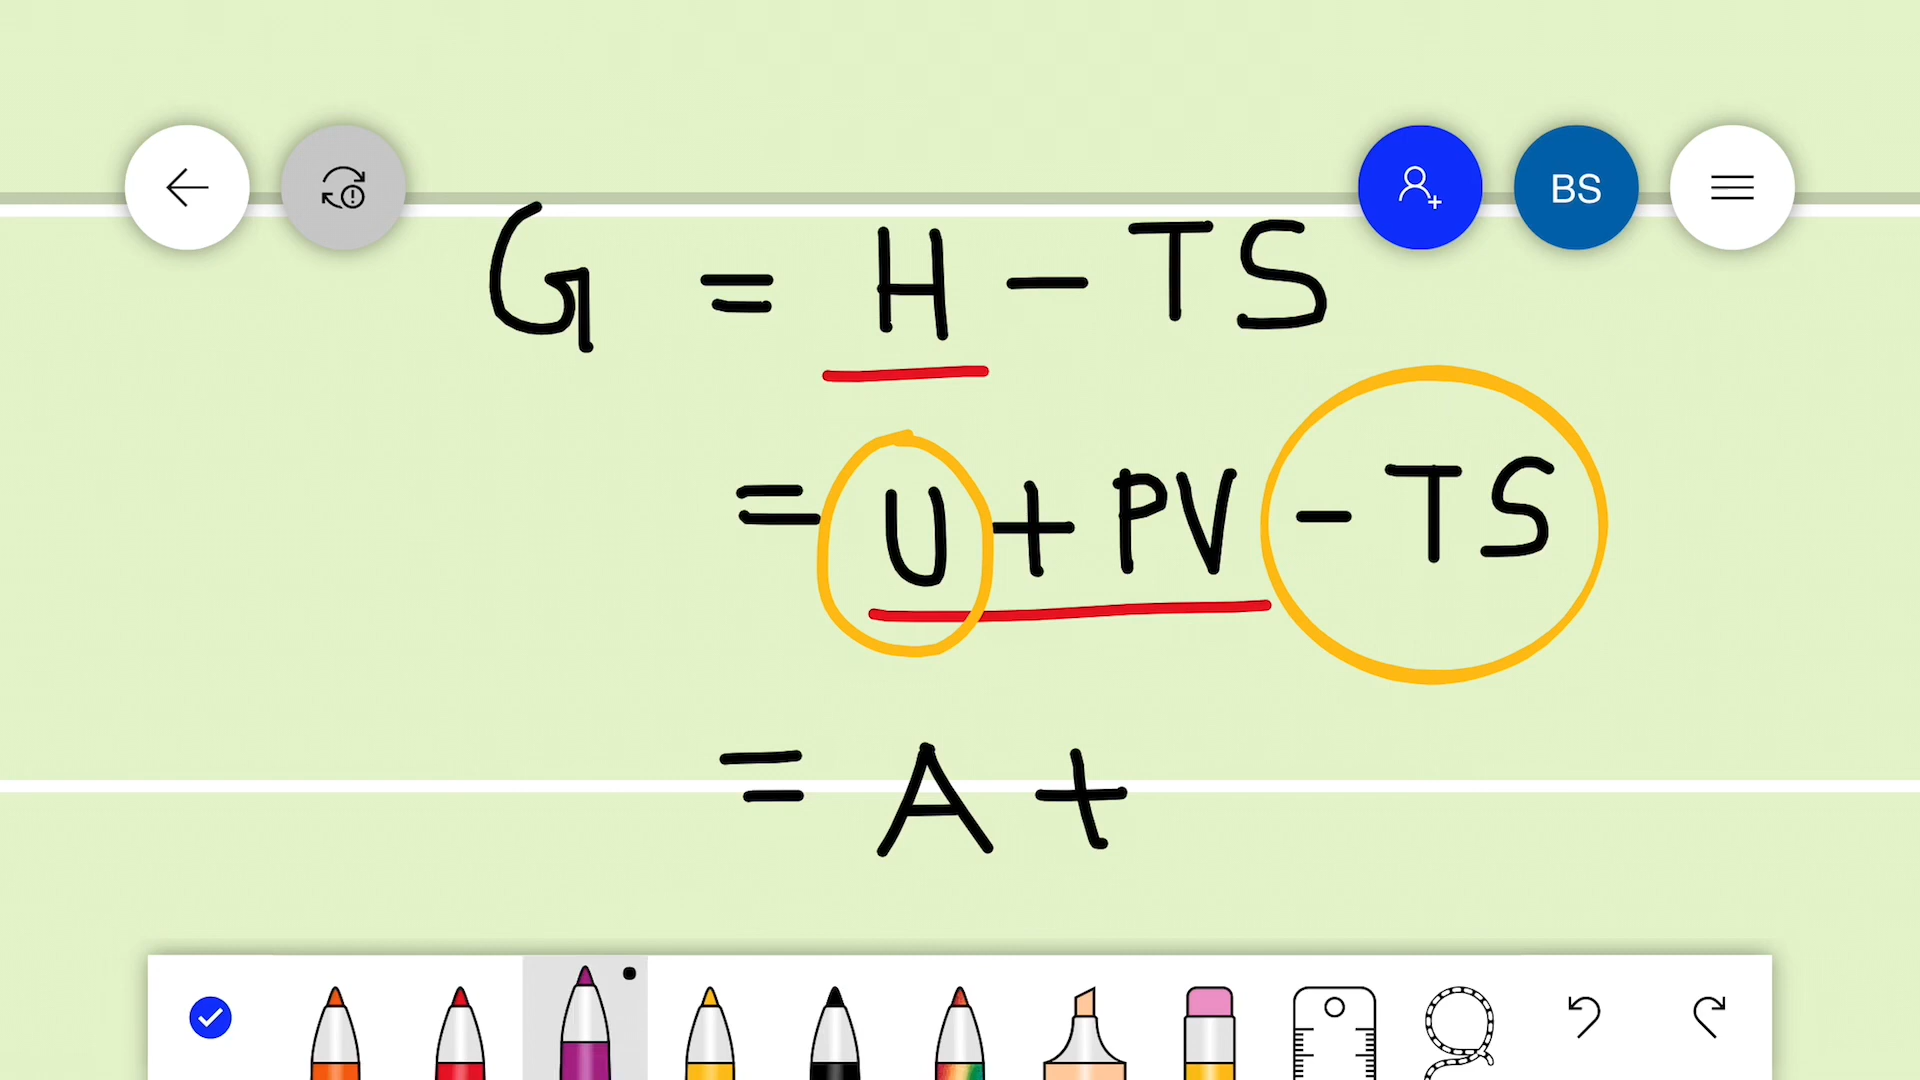 BS
G = H - TS
= U + PV - TS
= A +